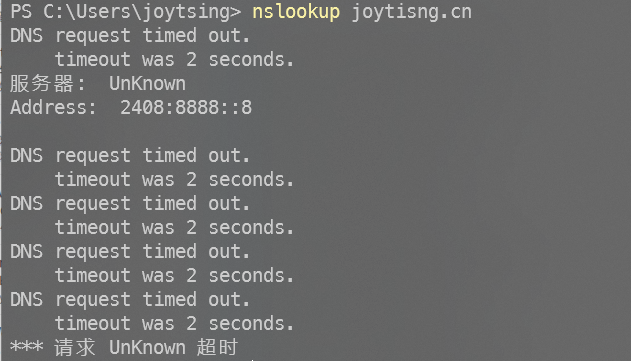 PS C:\Users\joytsing> nslookup joytisng.cn
DNS request timed out.
    timeout was 2 seconds.
服务器:  UnKnown
Address:  2408:8888::8

DNS request timed out.
    timeout was 2 seconds.
DNS request timed out.
    timeout was 2 seconds.
DNS request timed out.
    timeout was 2 seconds.
DNS request timed out.
    timeout was 2 seconds.
*** 请求 UnKnown 超时